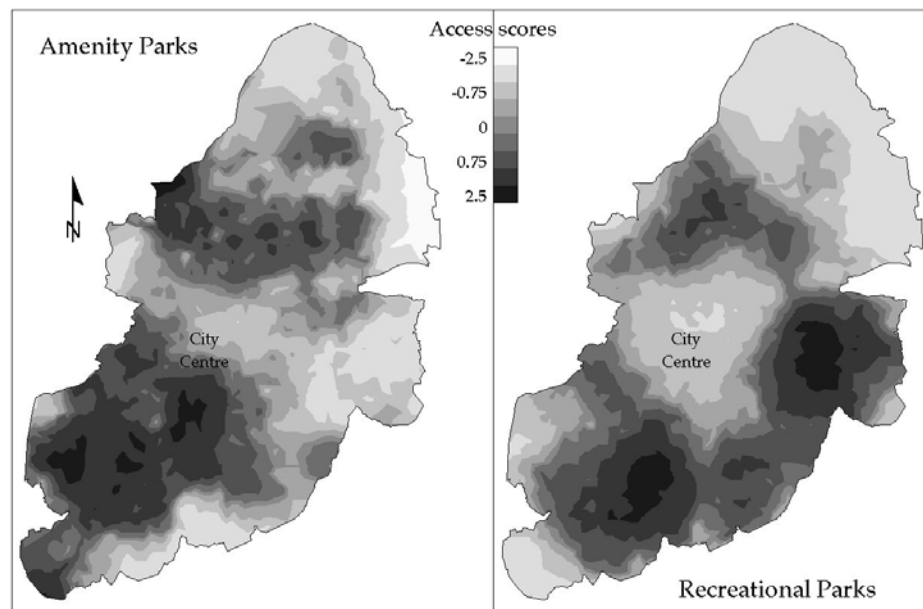 Amenity Parks
Access scores
-2.5
-0.75
0
0.75
2.5
N
City
Centre
City
Centre
Recreational Parks